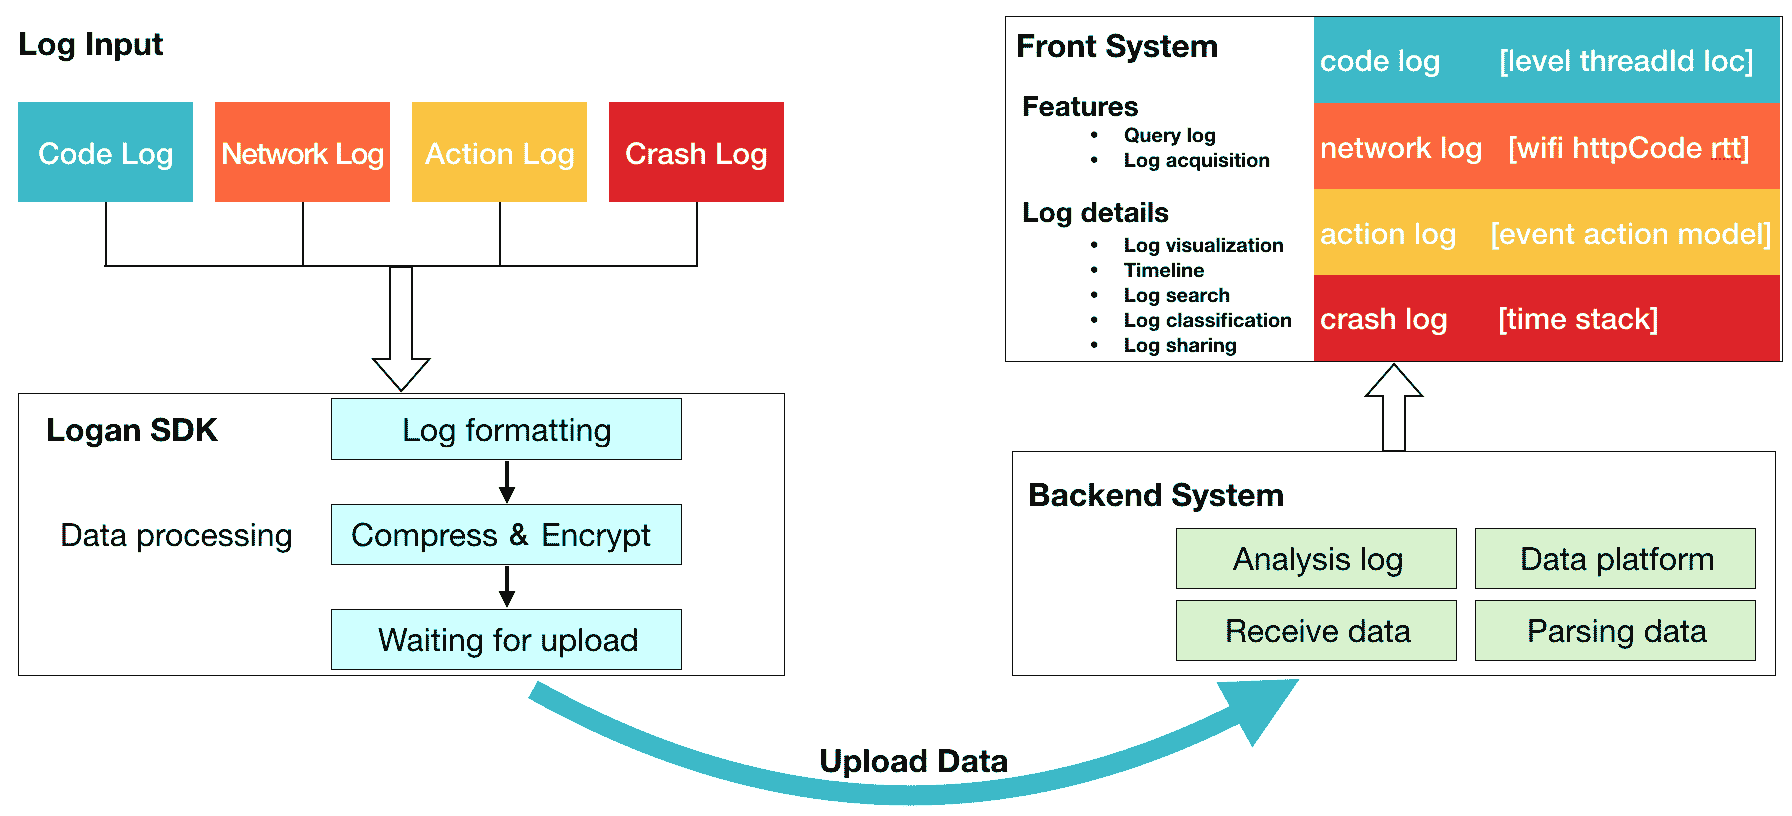 Log Input
Code Log
Network Log
Action Log
Crash Log
Logan SDK
Data processing
Log formatting
Compress & Encrypt
Waiting for upload
Upload Data
Front System
Features
• Query log
• Log acquisition
Log details
• Log visualization
• Timeline
• Log search
• Log classification
• Log sharing
code log [level threadId loc]
network log [wifi httpCode rtt]
action log [event action model]
crash log [time stack]
Backend System
Analysis log
Data platform
Receive data
Parsing data